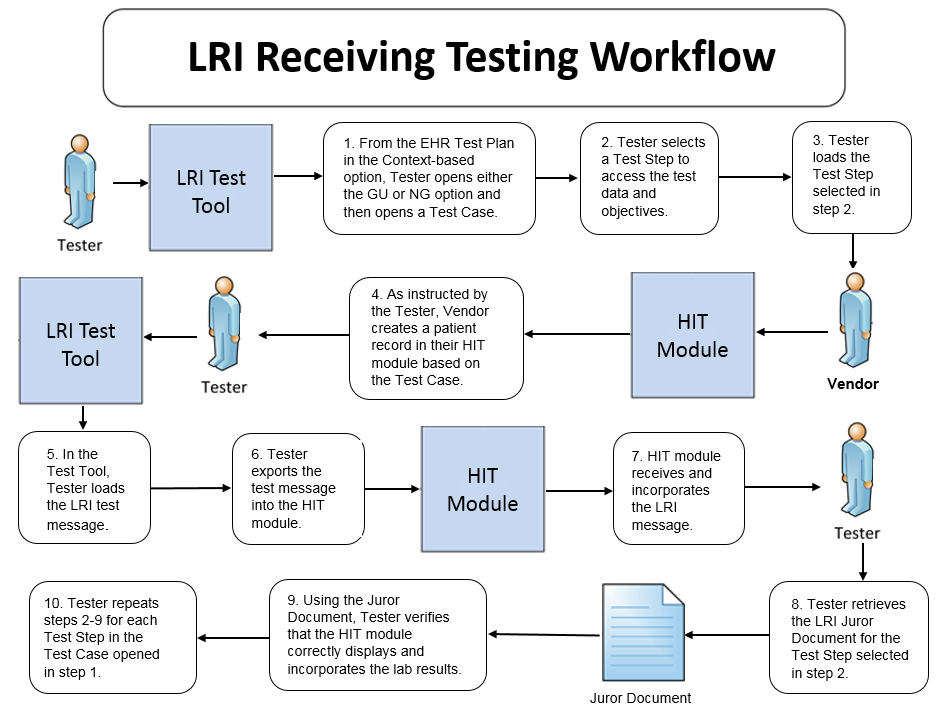 LRI Receiving Testing Workflow
Tester
LRI Test
Tool
1. From the EHR Test Plan
in the Context-based
option, Tester opens either
the GU or NG option and
then opens a Test Case.
2. Tester selects
a Test Step to
access the test
data and
objectives.
3. Tester
loads the
Test Step
selected in
step 2.
Vendor
HIT
Module
4. As instructed by
the Tester, Vendor
creates a patient
record in their HIT
module based on
the Test Case.
Tester
LRI Test
Tool
5. In the
Test Tool,
Tester loads
the LRI test
message.
6. Tester
exports the
test message
into the HIT
module.
HIT
Module
7. HIT module
receives and
incorporates
the LRI
message.
Tester
8. Tester retrieves
the LRI Juror
Document for the
Test Step selected
in step 2.
Juror Document
9. Using the Juror
Document, Tester verifies
that the HIT module
correctly displays and
incorporates the lab results.
10. Tester repeats
steps 2-9 for each
Test Step in the
Test Case opened
in step 1.